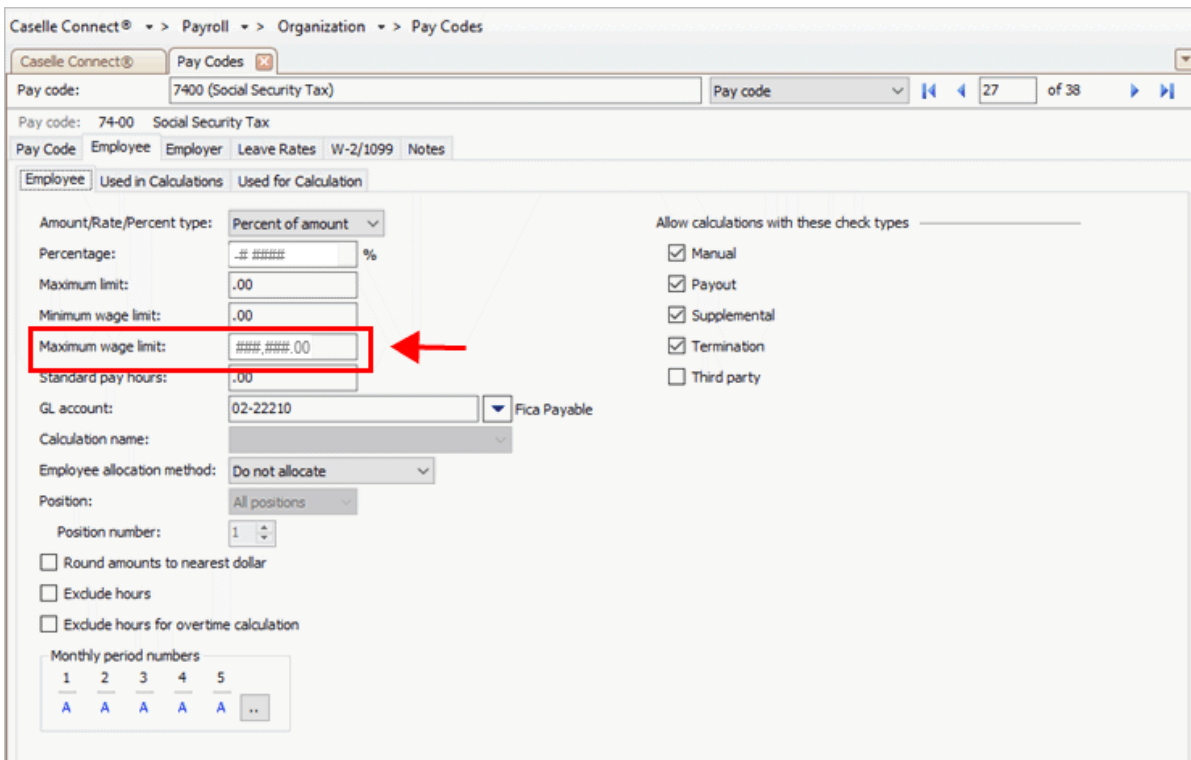 Caselle Connect® > Payroll > Organization > Pay Codes
Caselle Connect® Pay Codes
Pay code: 7400 (Social Security Tax) Pay code 27 of 38
Pay code: 74-00 Social Security Tax
Pay Code Employee Employer Leave Rates W-2/1099 Notes
Employee Used in Calculations Used for Calculation
Amount/Rate/Percent type: Percent of amount Allow calculations with these check types
Percentage: -#.#### % Manual
Maximum limit: .00 Payout
Minimum wage limit: .00 Supplemental
Maximum wage limit: ###,###.00 Termination
Standard pay hours: .00 Third party
GL account: 02-22210 Fica Payable
Calculation name:
Employee allocation method: Do not allocate
Position: All positions
Position number: 1
Round amounts to nearest dollar
Exclude hours
Exclude hours for overtime calculation
Monthly period numbers
1 2 3 4 5
A A A A A ..